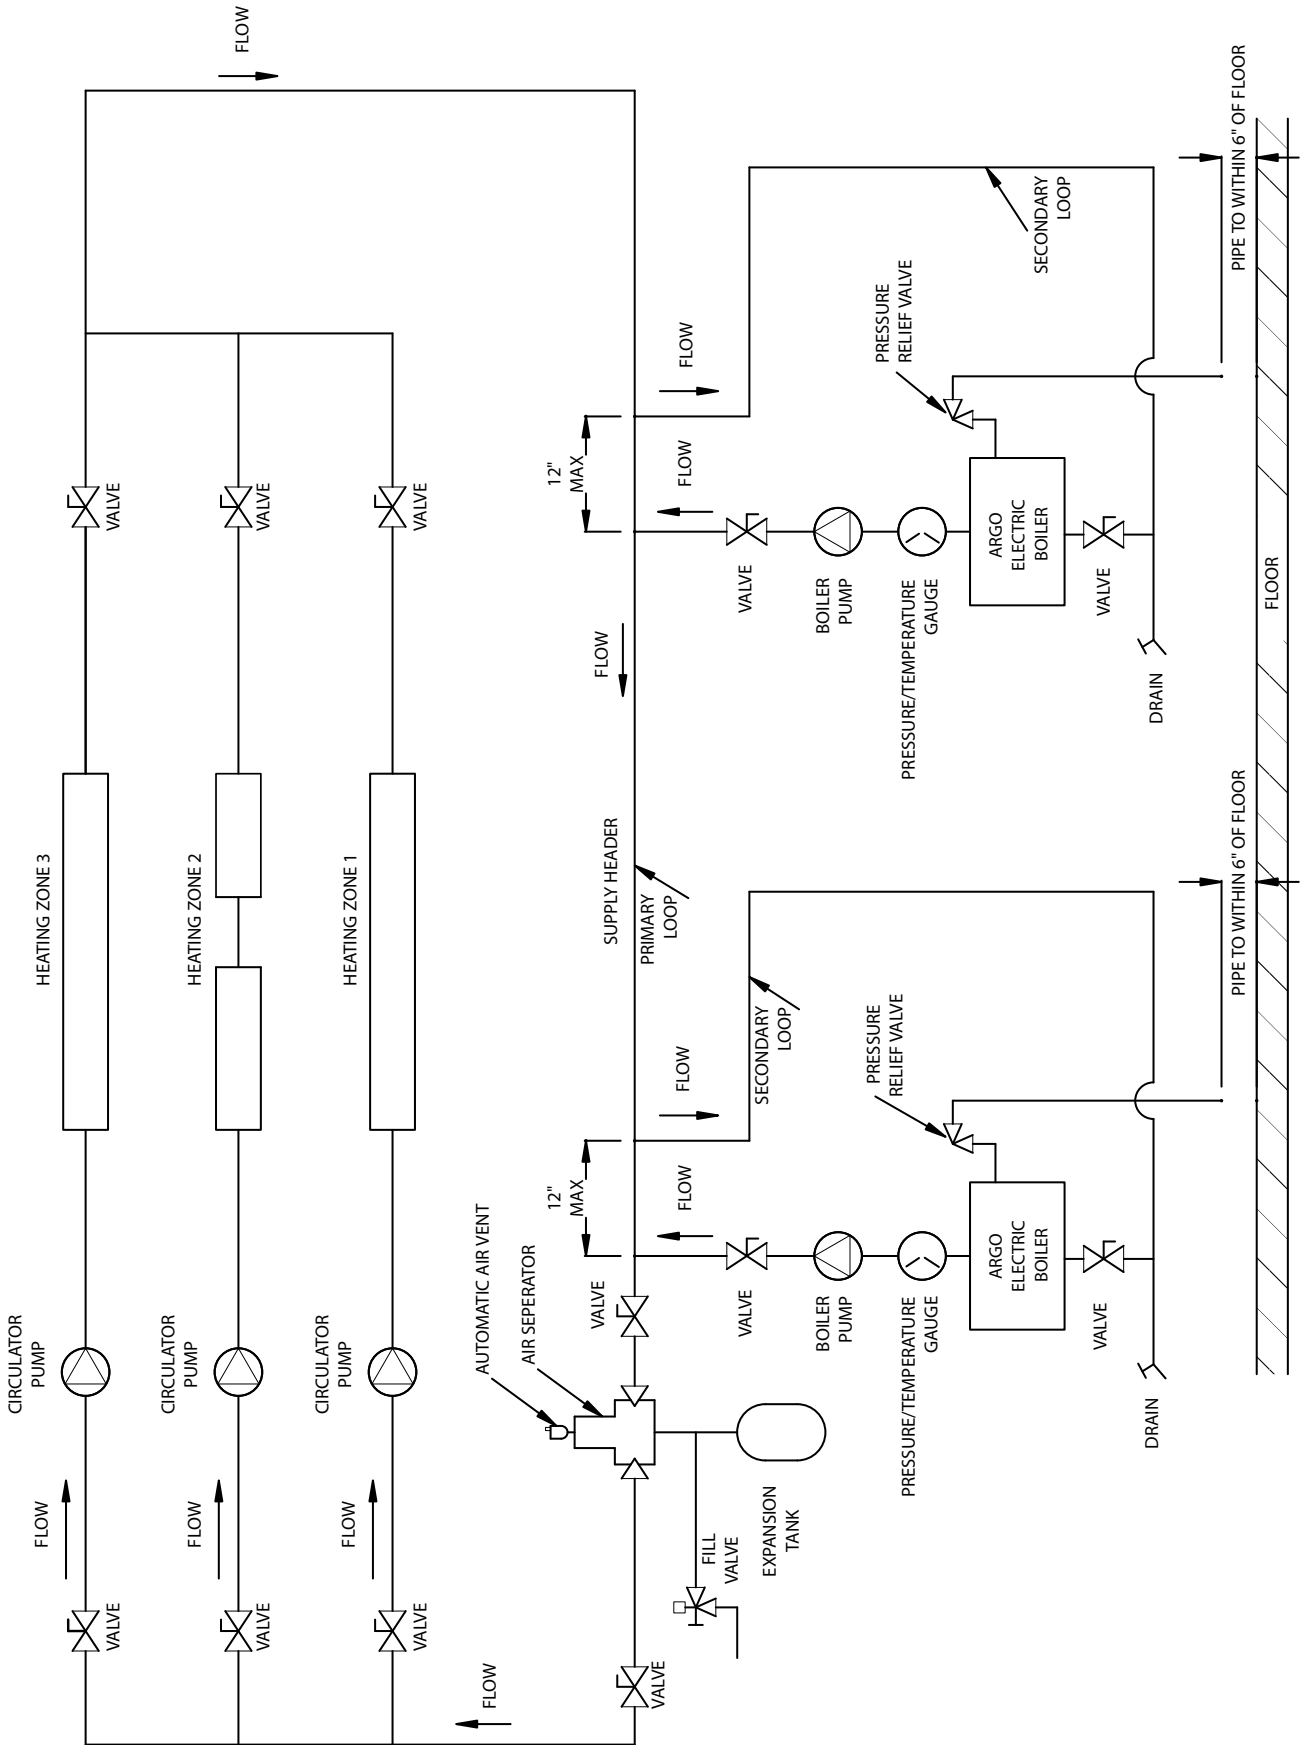 FLOW
HEATING ZONE 3
VALVE
CIRCULATOR
PUMP
FLOW
VALVE
HEATING ZONE 2
VALVE
CIRCULATOR
PUMP
FLOW
VALVE
HEATING ZONE 1
VALVE
CIRCULATOR
PUMP
FLOW
VALVE
FLOW
AUTOMATIC AIR VENT
AIR SEPERATOR
VALVE
VALVE
FILL
VALVE
EXPANSION
TANK
SUPPLY HEADER
PRIMARY
LOOP
FLOW
12"
MAX
FLOW
FLOW
SECONDARY
LOOP
VALVE
BOILER
PUMP
PRESSURE/TEMPERATURE
GAUGE
PRESSURE
RELIEF VALVE
ARGO
ELECTRIC
BOILER
VALVE
DRAIN
PIPE TO WITHIN 6" OF FLOOR
12"
MAX
FLOW
FLOW
SECONDARY
LOOP
VALVE
BOILER
PUMP
PRESSURE/TEMPERATURE
GAUGE
PRESSURE
RELIEF VALVE
ARGO
ELECTRIC
BOILER
VALVE
DRAIN
PIPE TO WITHIN 6" OF FLOOR
FLOOR